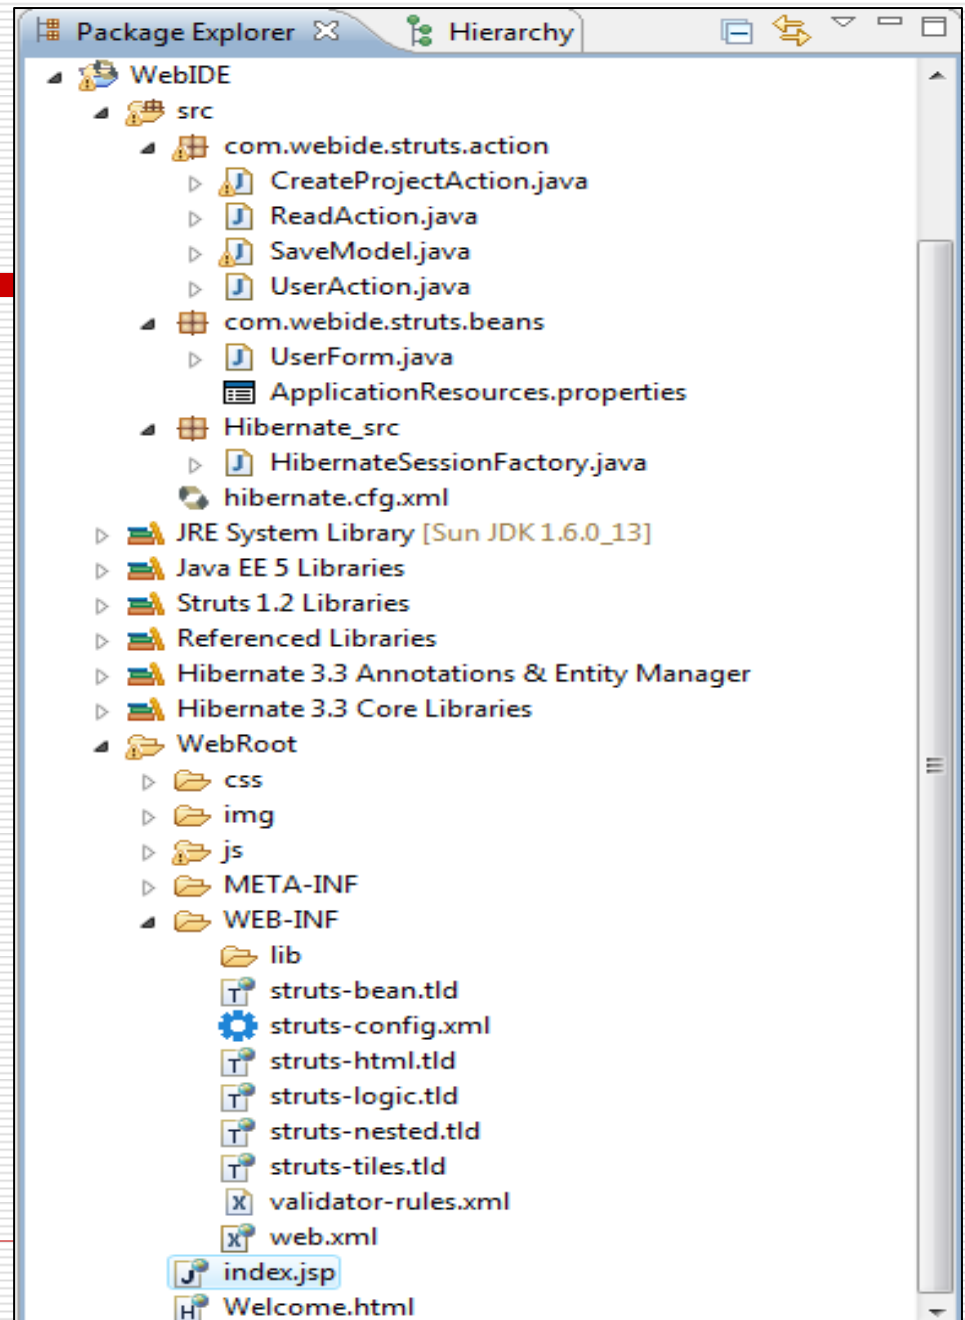 Package Explorer Hierarchy
WebIDE
src
com.webide.struts.action
CreateProjectAction.java
ReadAction.java
SaveModel.java
UserAction.java
com.webide.struts.beans
UserForm.java
ApplicationResources.properties
Hibernate_src
HibernateSessionFactory.java
hibernate.cfg.xml
JRE System Library [Sun JDK 1.6.0_13]
Java EE 5 Libraries
Struts 1.2 Libraries
Referenced Libraries
Hibernate 3.3 Annotations & Entity Manager
Hibernate 3.3 Core Libraries
WebRoot
css
img
js
META-INF
WEB-INF
lib
struts-bean.tld
struts-config.xml
struts-html.tld
struts-logic.tld
struts-nested.tld
struts-tiles.tld
validator-rules.xml
web.xml
index.jsp
Welcome.html